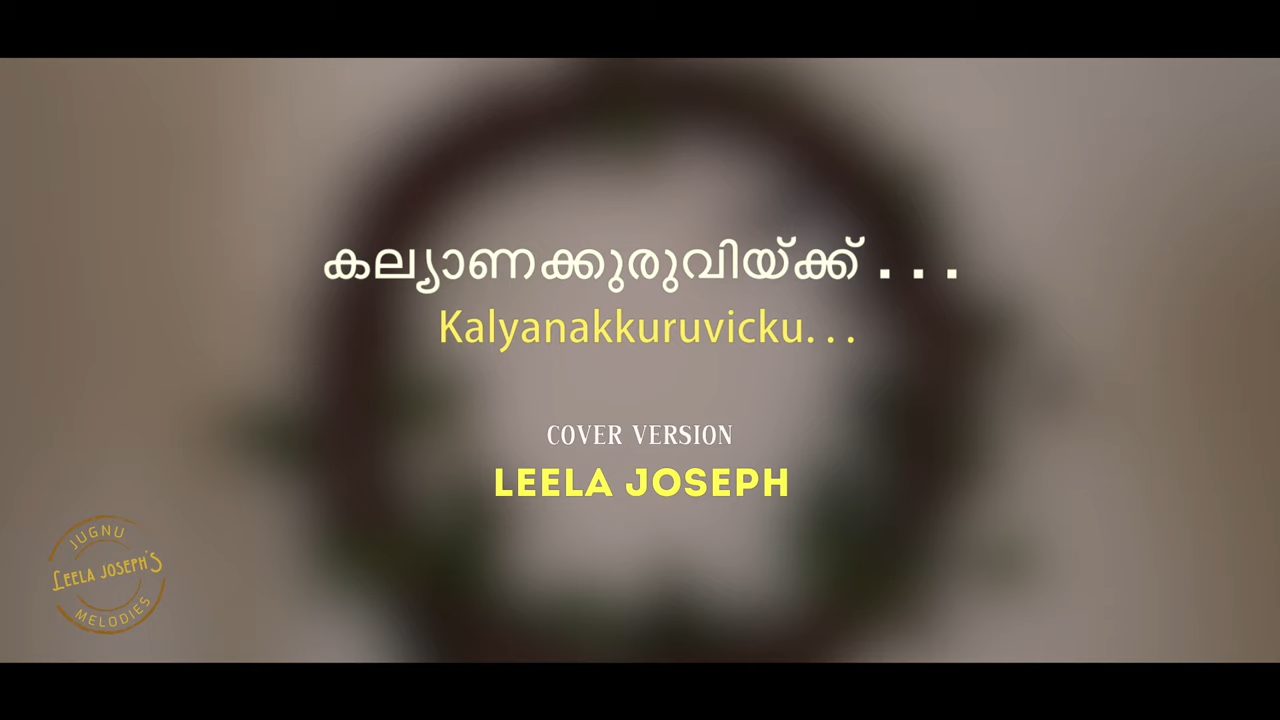 കല്യാണക്കുരുവിയ്ക്ക് . . .
Kalyanakkuruvicku. . .
COVER VERSION
LEELA JOSEPH
JUGNU
LEELA JOSEPH'S
MELODIES